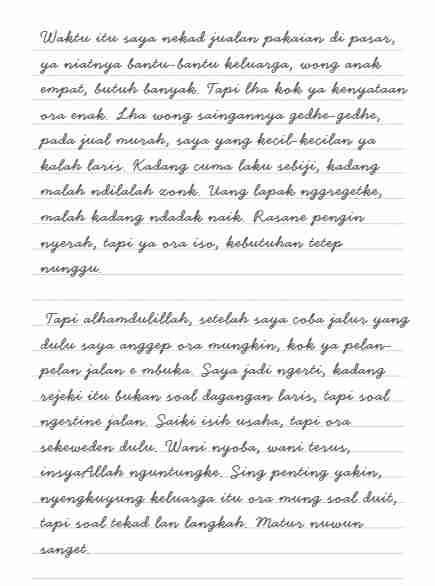 Waktu itu saya nekad jualan pakaian di pasar,
ya niatnya bantu-bantu keluarga, wong anak
empat, butuh banyak. Tapi lha kok ya kenyataan
ora enak. Lha wong saingannya gedhe-gedhe,
pada jual murah, saya yang kecil-kecilan ya
kalah laris. Kadang cuma laku sebiji, kadang
malah ndilalah zonk. Uang lapak nggregetke,
malah kadang ndadak naik. Rasane pengin
nyerah, tapi ya ora iso, kebutuhan tetep
nunggu.
Tapi alhamdulillah, setelah saya coba jalur yang
dulu saya anggep ora mungkin, kok ya pelan-
pelan jalan e mbuka. Saya jadi ngerti, kadang
rejeki itu bukan soal dagangan laris, tapi soal
ngertine jalan. Saiki isih usaha, tapi ora
sekeweden dulu. Wani nyoba, wani terus,
insyaAllah nguntungke. Sing penting yakin,
nyengkuyung keluarga itu ora mung soal duit,
tapi soal tekad lan langkah. Matur nuwun
sanget.